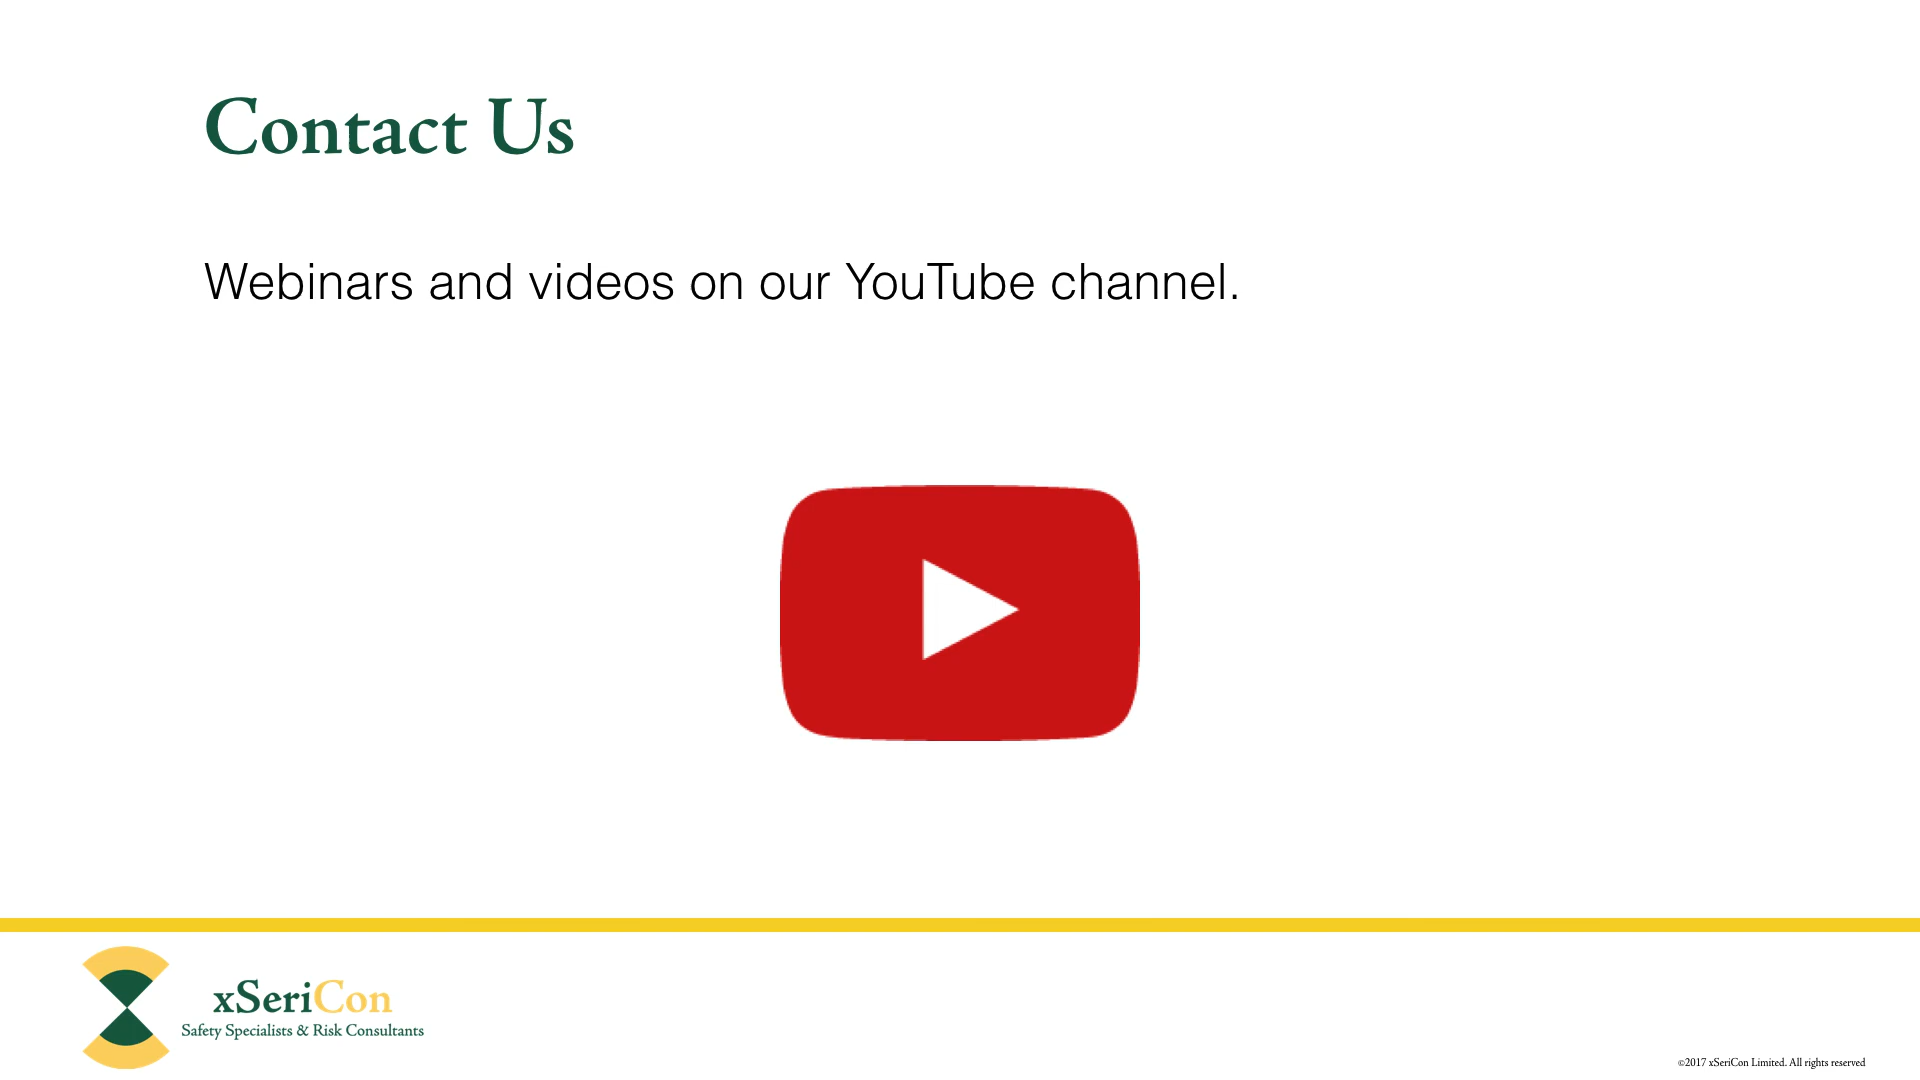 Contact Us
Webinars and videos on our YouTube channel.
xSeriCon
Safety Specialists & Risk Consultants
©2017 xSeriCon Limited. All rights reserved